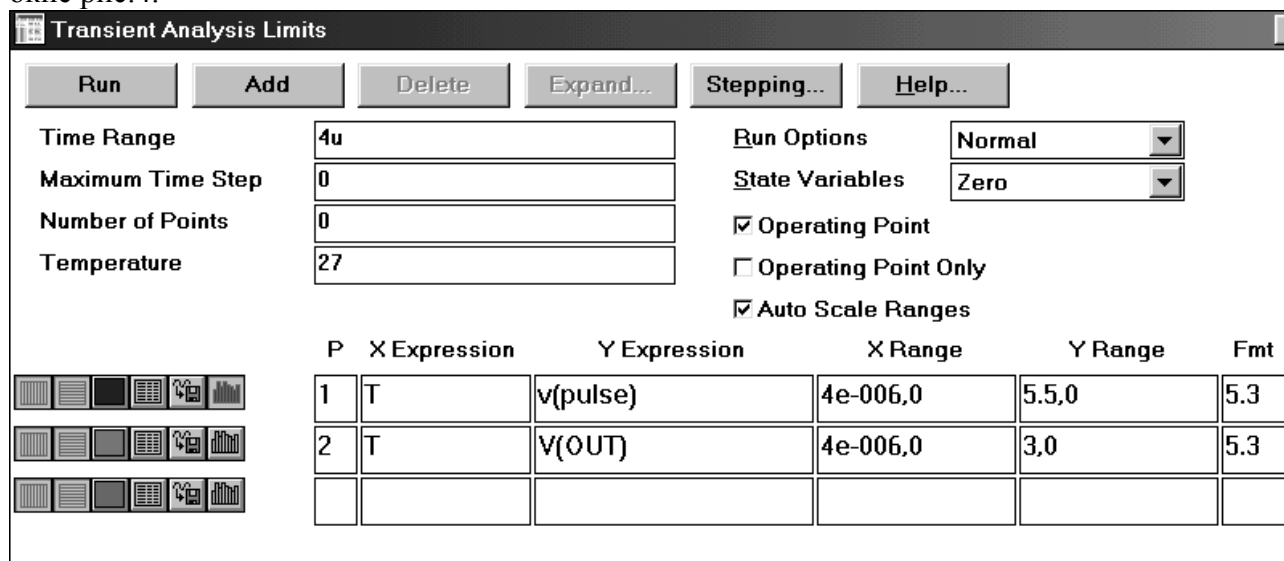 Transient Analysis Limits
Run Add Delete Expand... Stepping... Help...
Time Range 4u Run Options Normal
Maximum Time Step 0 State Variables Zero
Number of Points 0 Operating Point
Temperature 27 Operating Point Only
Auto Scale Ranges
P X Expression Y Expression X Range Y Range Fmt
1 T v(pulse) 4e-006,0 5.5,0 5.3
2 T V(OUT) 4e-006,0 3,0 5.3